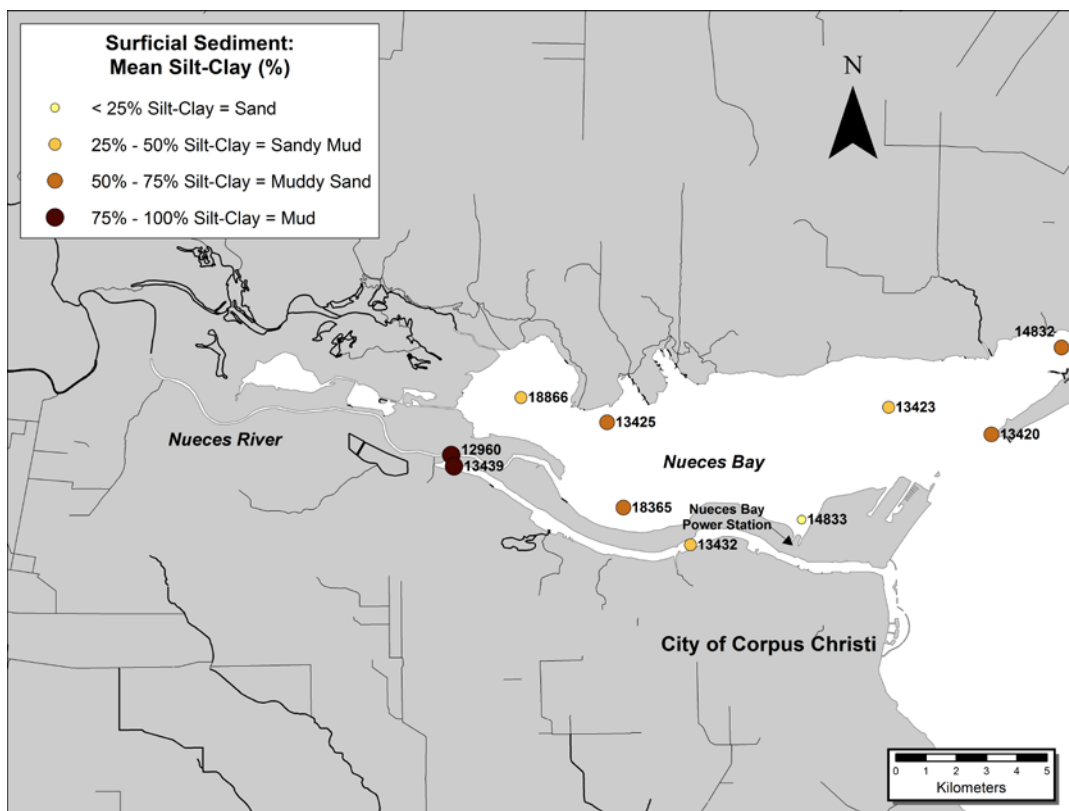 Surficial Sediment:
Mean Silt-Clay (%)
< 25% Silt-Clay = Sand
25% - 50% Silt-Clay = Sandy Mud
50% - 75% Silt-Clay = Muddy Sand
75% - 100% Silt-Clay = Mud
N
14832
18866
13423
13425
13420
Nueces River
12960
13439
Nueces Bay
18365
Nueces Bay
Power Station
14833
13432
City of Corpus Christi
0 1 2 3 4 5
Kilometers